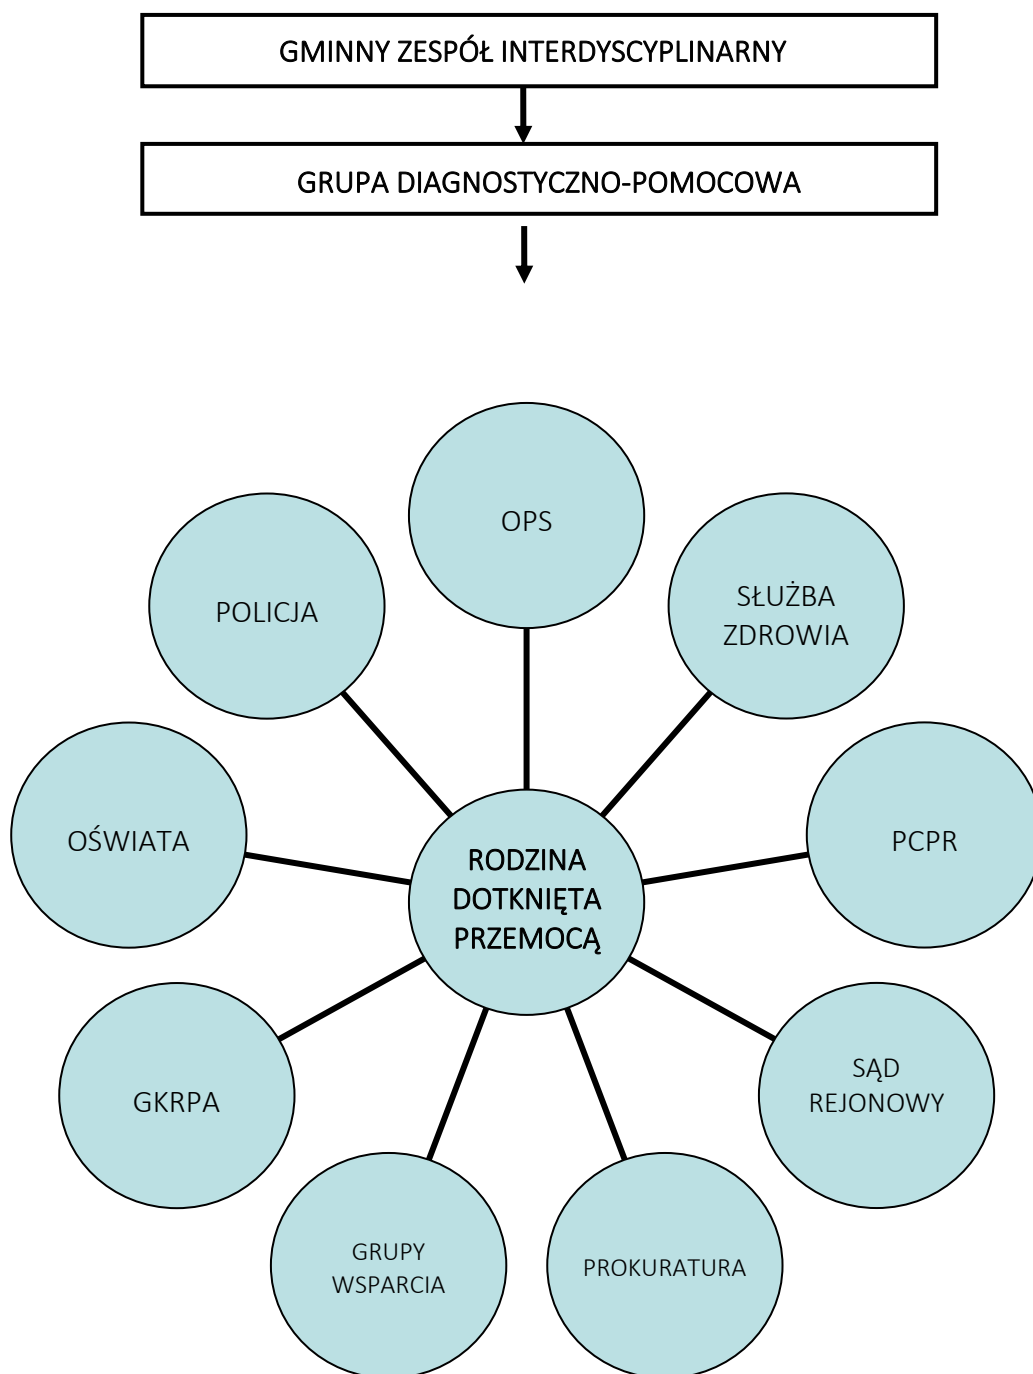 GMINNY ZESPÓŁ INTERDYSCYPLINARNY
GRUPA DIAGNOSTYCZNO-POMOCOWA
OPS
POLICJA
SŁUŻBA
ZDROWIA
OŚWIATA
PCPR
RODZINA
DOTKNIĘTA
PRZEMOCĄ
GKRPA
SĄD
REJONOWY
GRUPY
WSPARCIA
PROKURATURA